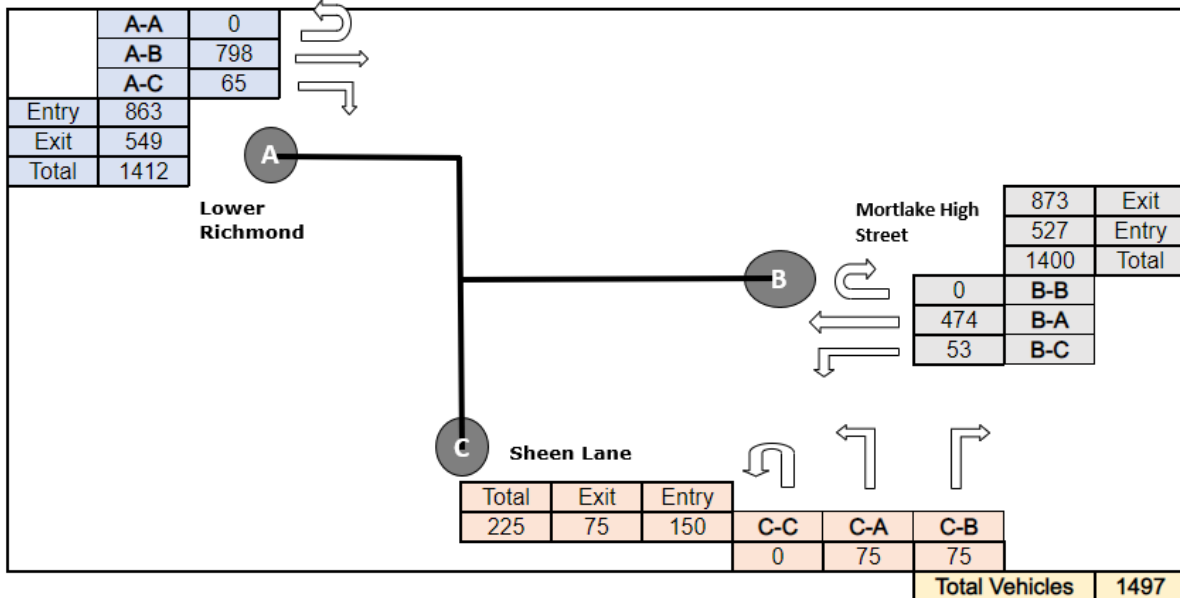 A-A 0
A-B 798
A-C 65
Entry 863
Exit 549
Total 1412
A
Lower
Richmond
Mortlake High
Street
873 Exit
527 Entry
1400 Total
B
0 B-B
474 B-A
53 B-C
C
Sheen Lane
Total Exit Entry
225 75 150
C-C C-A C-B
0 75 75
Total Vehicles 1497